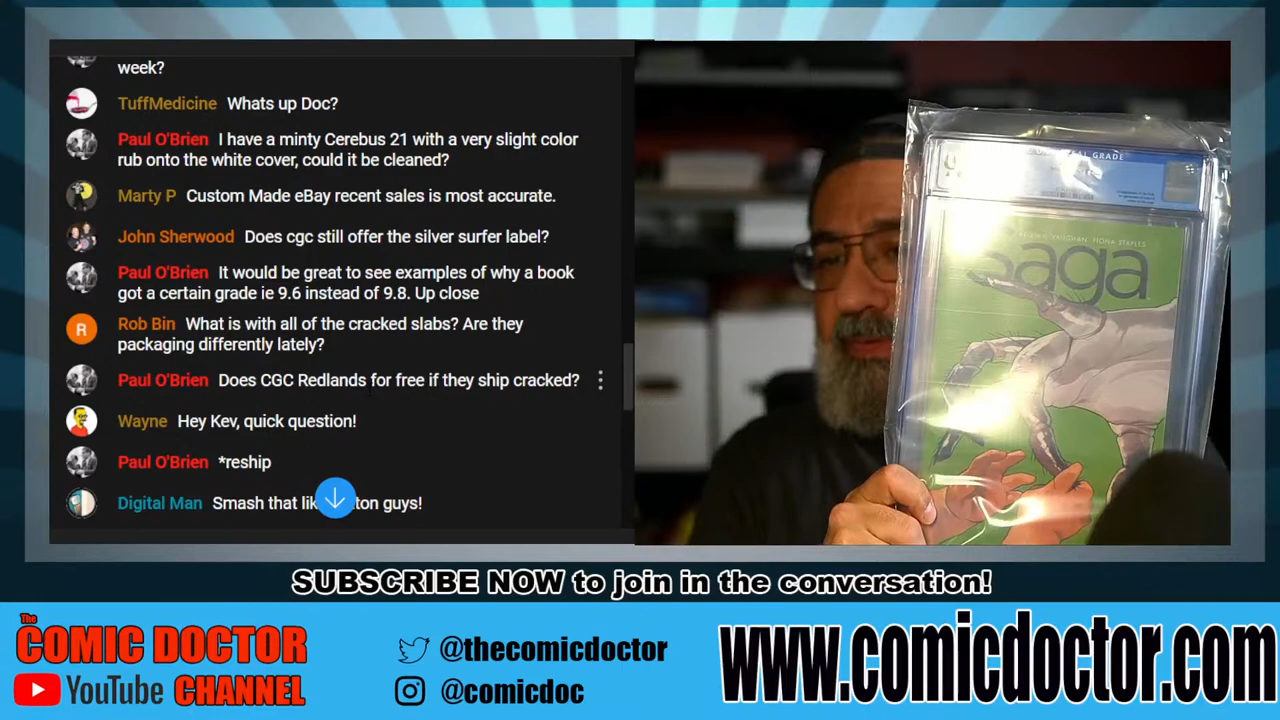 week?
TuffMedicine Whats up Doc?
Paul O'Brien I have a minty Cerebus 21 with a very slight color
rub onto the white cover, could it be cleaned?
Marty P Custom Made eBay recent sales is most accurate.
John Sherwood Does cgc still offer the silver surfer label?
Paul O'Brien It would be great to see examples of why a book
got a certain grade ie 9.6 instead of 9.8. Up close
R Rob Bin What is with all of the cracked slabs? Are they
packaging differently lately?
Paul O'Brien Does CGC Redlands for free if they ship cracked?
Wayne Hey Kev, quick question!
Paul O'Brien *reship
Digital Man Smash that guys!
GRADE
VAUGHAN FIONA STAPLES
saga
SUBSCRIBE NOW to join in the conversation!
The
COMIC DOCTOR
YouTube CHANNEL
@thecomicdoctor
@comicdoc
www.comicdoctor.com